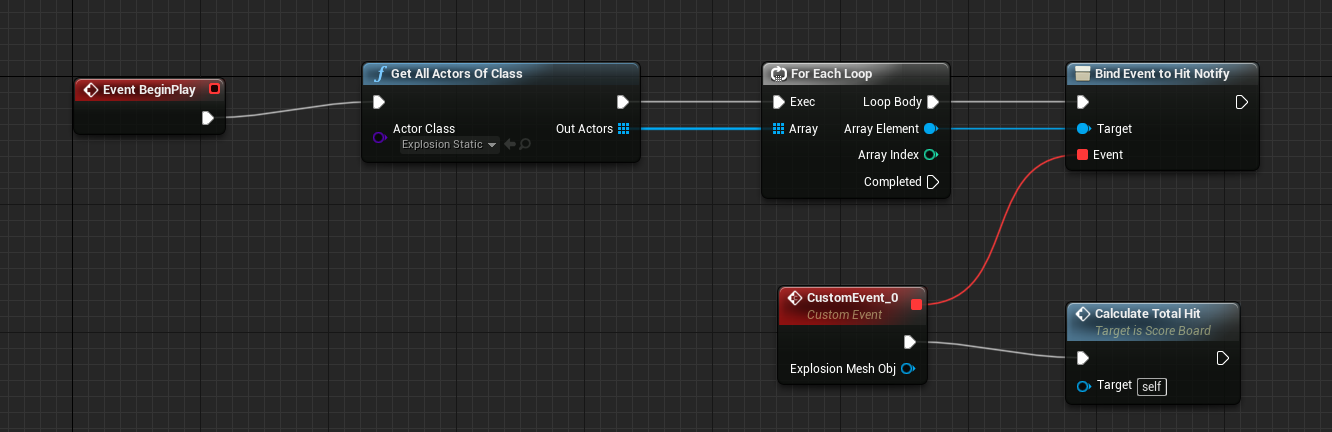 Event BeginPlay
f Get All Actors Of Class
Actor Class
Explosion Static
Out Actors
For Each Loop
Exec
Loop Body
Array
Array Element
Array Index
Completed
Bind Event to Hit Notify
Target
Event
CustomEvent_0
Custom Event
Explosion Mesh Obj
Calculate Total Hit
Target is Score Board
Target self